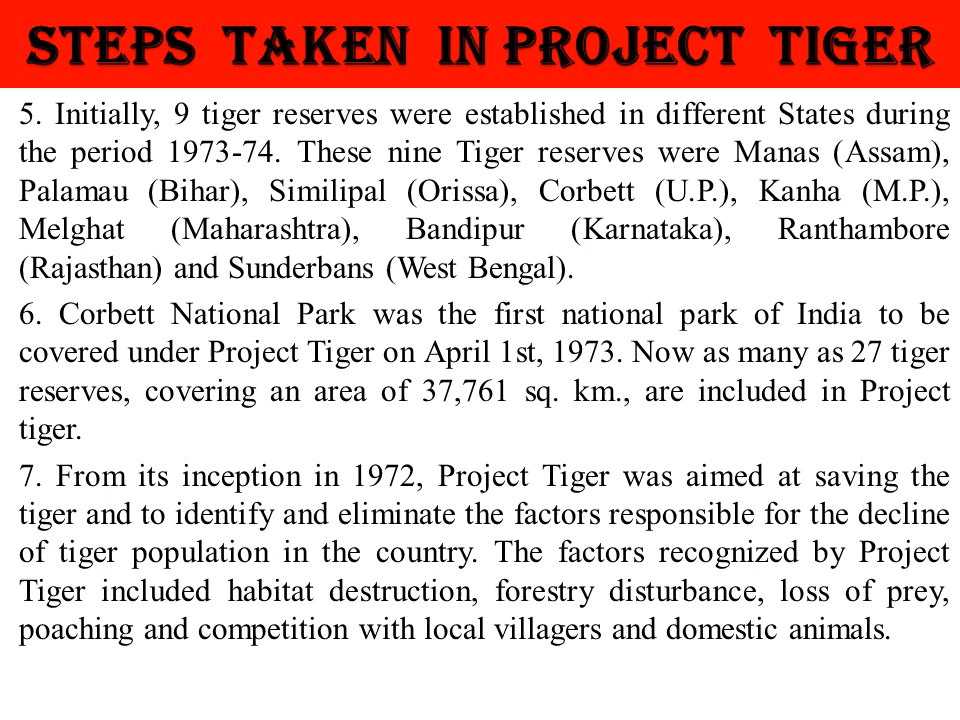 STEPS TAKEN IN PROJECT TIGER
5. Initially, 9 tiger reserves were established in different States during
the period 1973-74. These nine Tiger reserves were Manas (Assam),
Palamau (Bihar), Similipal (Orissa), Corbett (U.P.), Kanha (M.P.),
Melghat (Maharashtra), Bandipur (Karnataka), Ranthambore
(Rajasthan) and Sunderbans (West Bengal).
6. Corbett National Park was the first national park of India to be
covered under Project Tiger on April 1st, 1973. Now as many as 27 tiger
reserves, covering an area of 37,761 sq. km., are included in Project
tiger.
7. From its inception in 1972, Project Tiger was aimed at saving the
tiger and to identify and eliminate the factors responsible for the decline
of tiger population in the country. The factors recognized by Project
Tiger included habitat destruction, forestry disturbance, loss of prey,
poaching and competition with local villagers and domestic animals.